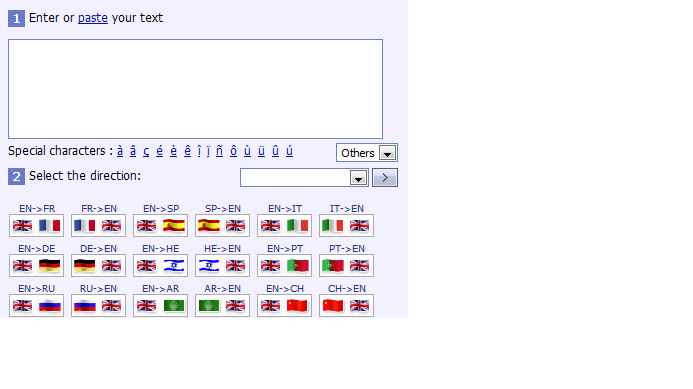 1 Enter or paste your text
Special characters : à â ç é è ê î ï ñ ô ù ü û ú Others
2 Select the direction:
EN->FR FR->EN EN->SP SP->EN EN->IT IT->EN
EN->DE DE->EN EN->HE HE->EN EN->PT PT->EN
EN->RU RU->EN EN->AR AR->EN EN->CH CH->EN